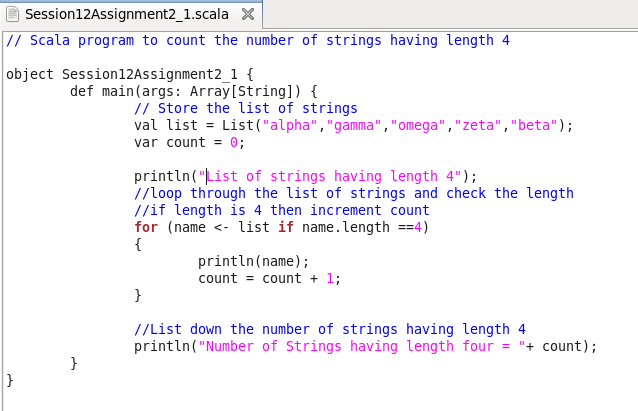 Session12Assignment2_1.scala
// Scala program to count the number of strings having length 4
object Session12Assignment2_1 {
def main(args: Array[String]) {
// Store the list of strings
val list = List("alpha","gamma","omega","zeta","beta");
var count = 0;
println("List of strings having length 4");
//loop through the list of strings and check the length
//if length is 4 then increment count
for (name <- list if name.length ==4)
{
println(name);
count = count + 1;
}
//List down the number of strings having length 4
println("Number of Strings having length four = "+ count);
}
}